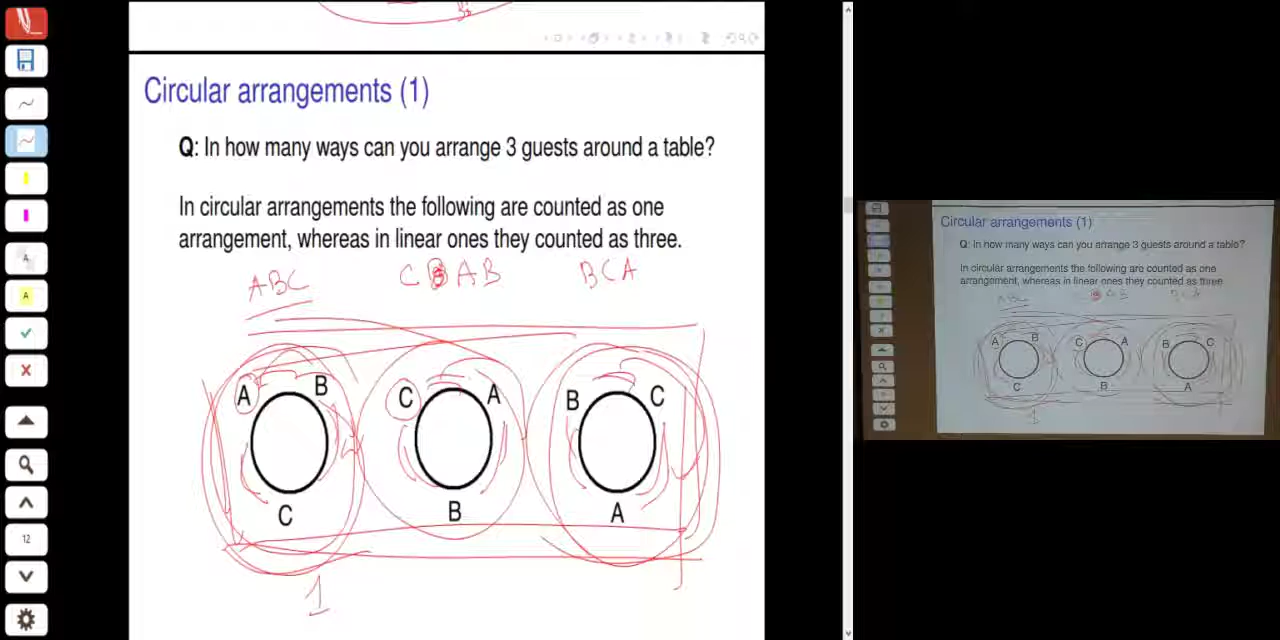 Circular arrangements (1)
Q: In how many ways can you arrange 3 guests around a table?
In circular arrangements the following are counted as one
arrangement, whereas in linear ones they counted as three.
ABC C A B B C A
A B C A B C
C B A
1
12
A
A
Circular arrangements (1)
Q: In how many ways can you arrange 3 guests around a table?
In circular arrangements the following are counted as one
arrangement, whereas in linear ones they counted as three
A B C A B C
C B A
1